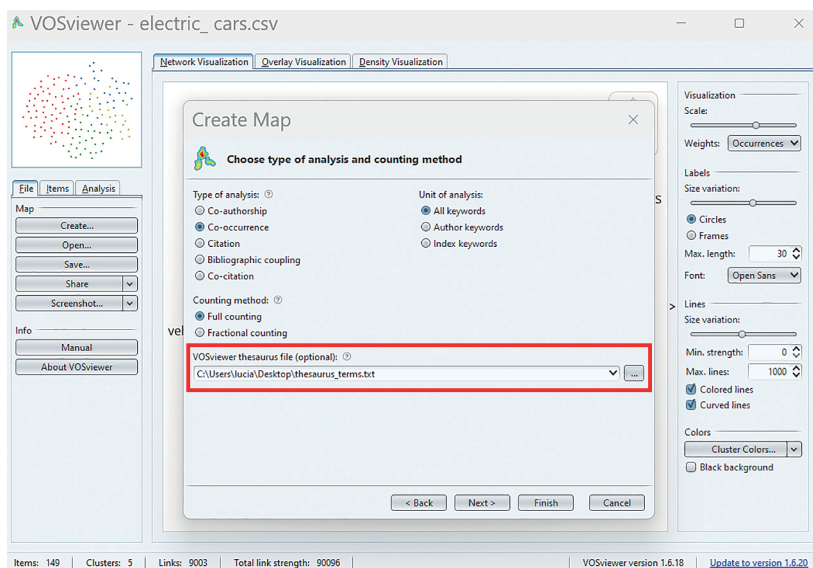 VOSviewer - electric_ cars.csv
Network Visualization Overlay Visualization Density Visualization
File Items Analysis
Map
Create...
Open...
Save...
Share
Screenshot...
Info
Manual
About VOSviewer
Create Map
Choose type of analysis and counting method
Type of analysis:
Co-authorship
Co-occurrence
Citation
Bibliographic coupling
Co-citation
Unit of analysis:
All keywords
Author keywords
Index keywords
Counting method:
Full counting
Fractional counting
VOSviewer thesaurus file (optional):
C:\Users\lucia\Desktop\thesaurus_terms.txt
...
< Back Next > Finish Cancel
s
vel
Visualization
Scale:
Weights: Occurrences
Labels
Size variation:
Circles
Frames
Max. length: 30
Font: Open Sans
>
Lines
Size variation:
Min. strength: 0
Max. lines: 1000
Colored lines
Curved lines
Colors
Cluster Colors...
Black background
Items: 149 Clusters: 5 Links: 9003 Total link strength: 90096 VOSviewer version 1.6.18 Update to version 1.6.20